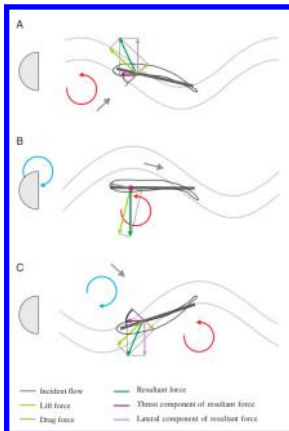 A
B
C
Incident flow
Lift force
Drag force
Resultant force
Thrust component of resultant force
Lateral component of resultant force